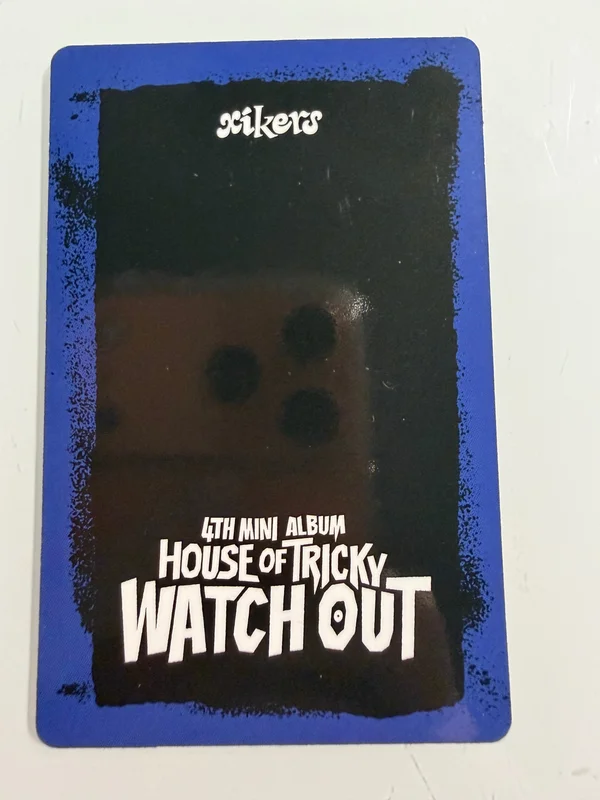 xikers
4TH MINI ALBUM
HOUSE OF TRICKY
WATCH OUT